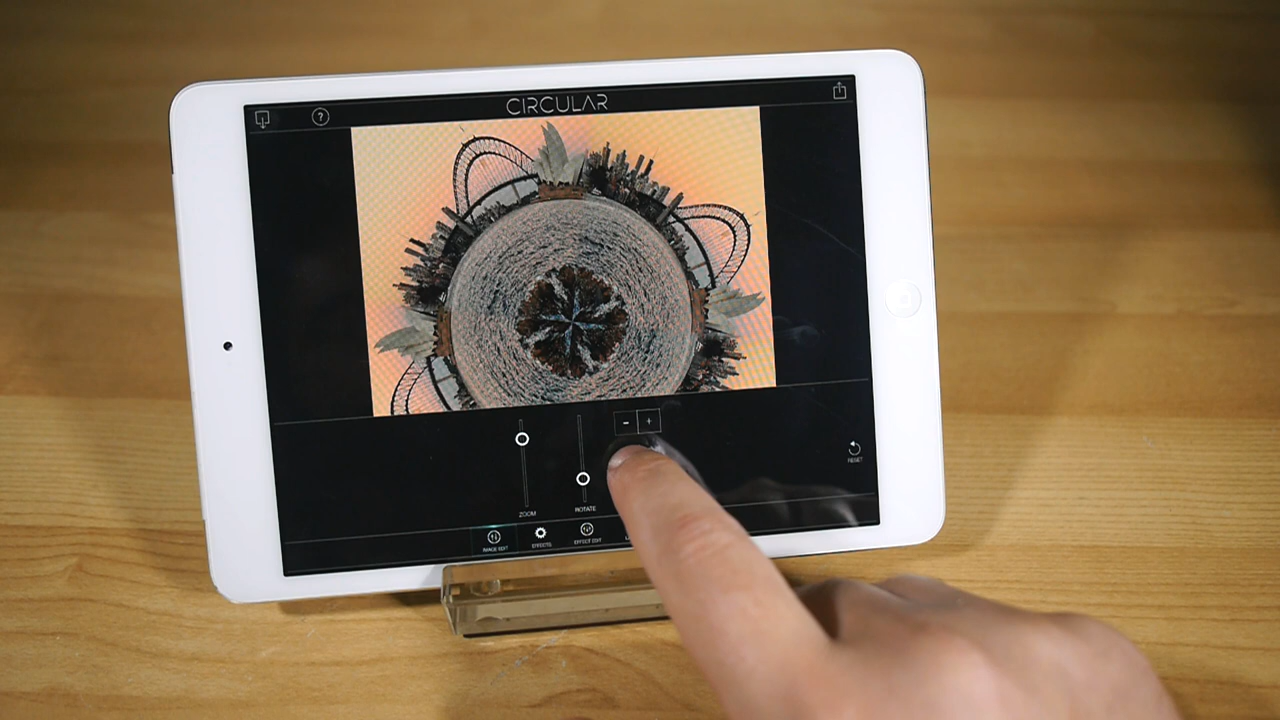 ?
CIRCULAR
- +
RESET
ZOOM
ROTATE
IMAGE EDIT
EFFECTS
EFFECT EDIT